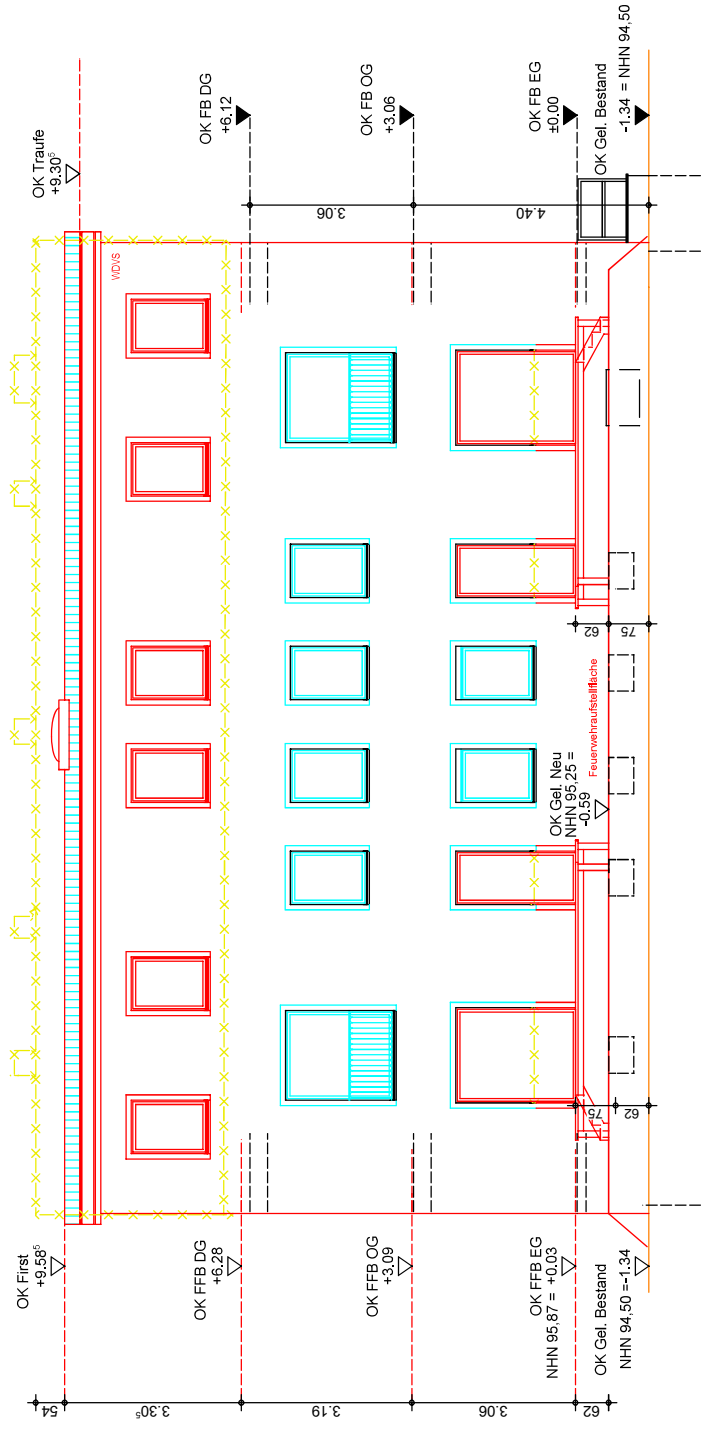 OK First
+9.58⁵
OK FFB DG
+6.28
OK FFB OG
+3.09
OK FFB EG
NHN 95,87 = +0.03
OK Gel. Bestand
NHN 94,50 =-1.34
54
3.30⁵
3.19
3.06
62
WDVS
OK Gel. Neu
NHN 95,25 =
-0.59
Feuerwehraufstellfläche
75
62
62
75
OK Traufe
+9.30⁵
OK FB DG
+6.12
OK FB OG
+3.06
OK FB EG
±0.00
OK Gel. Bestand
-1.34 = NHN 94,50
3.06
4.40